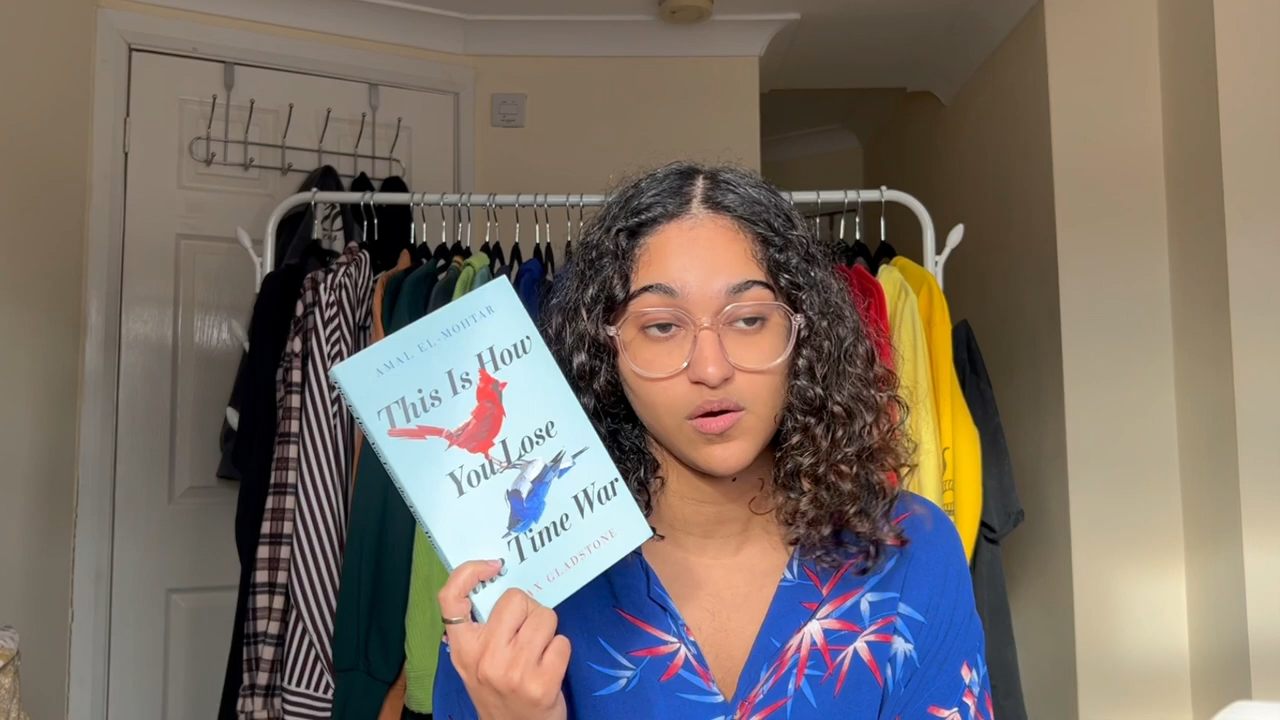 AMAL EL-MOHTAR
This Is How
You Lose
Time War
GLADSTONE